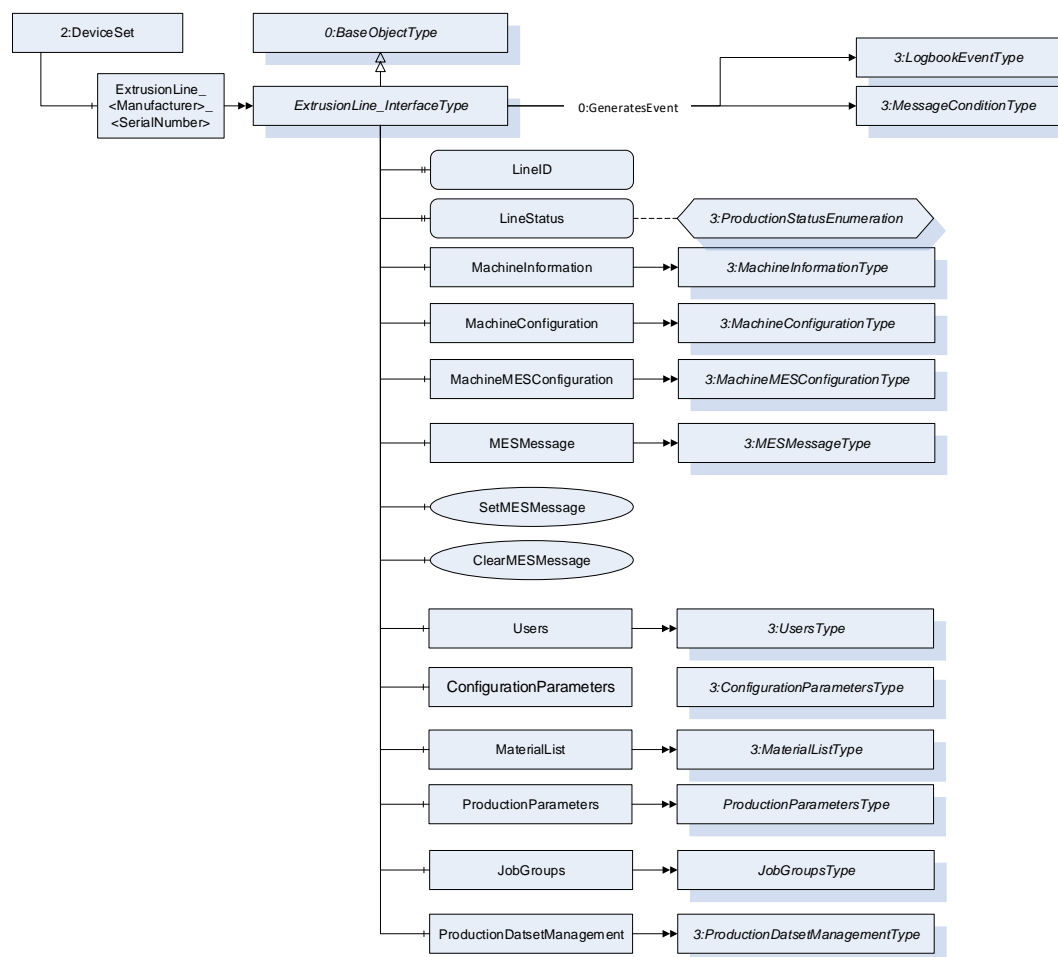 2:DeviceSet
0:BaseObjectType
3:LogbookEventType
ExtrusionLine_
<Manufacturer>_
<SerialNumber>
ExtrusionLine_InterfaceType
0:GeneratesEvent
3:MessageConditionType
LineID
LineStatus
3:ProductionStatusEnumeration
MachineInformation
3:MachineInformationType
MachineConfiguration
3:MachineConfigurationType
MachineMESConfiguration
3:MachineMESConfigurationType
MESMessage
3:MESMessageType
SetMESMessage
ClearMESMessage
Users
3:UsersType
ConfigurationParameters
3:ConfigurationParametersType
MaterialList
3:MaterialListType
ProductionParameters
ProductionParametersType
JobGroups
JobGroupsType
ProductionDatsetManagement
3:ProductionDatsetManagementType